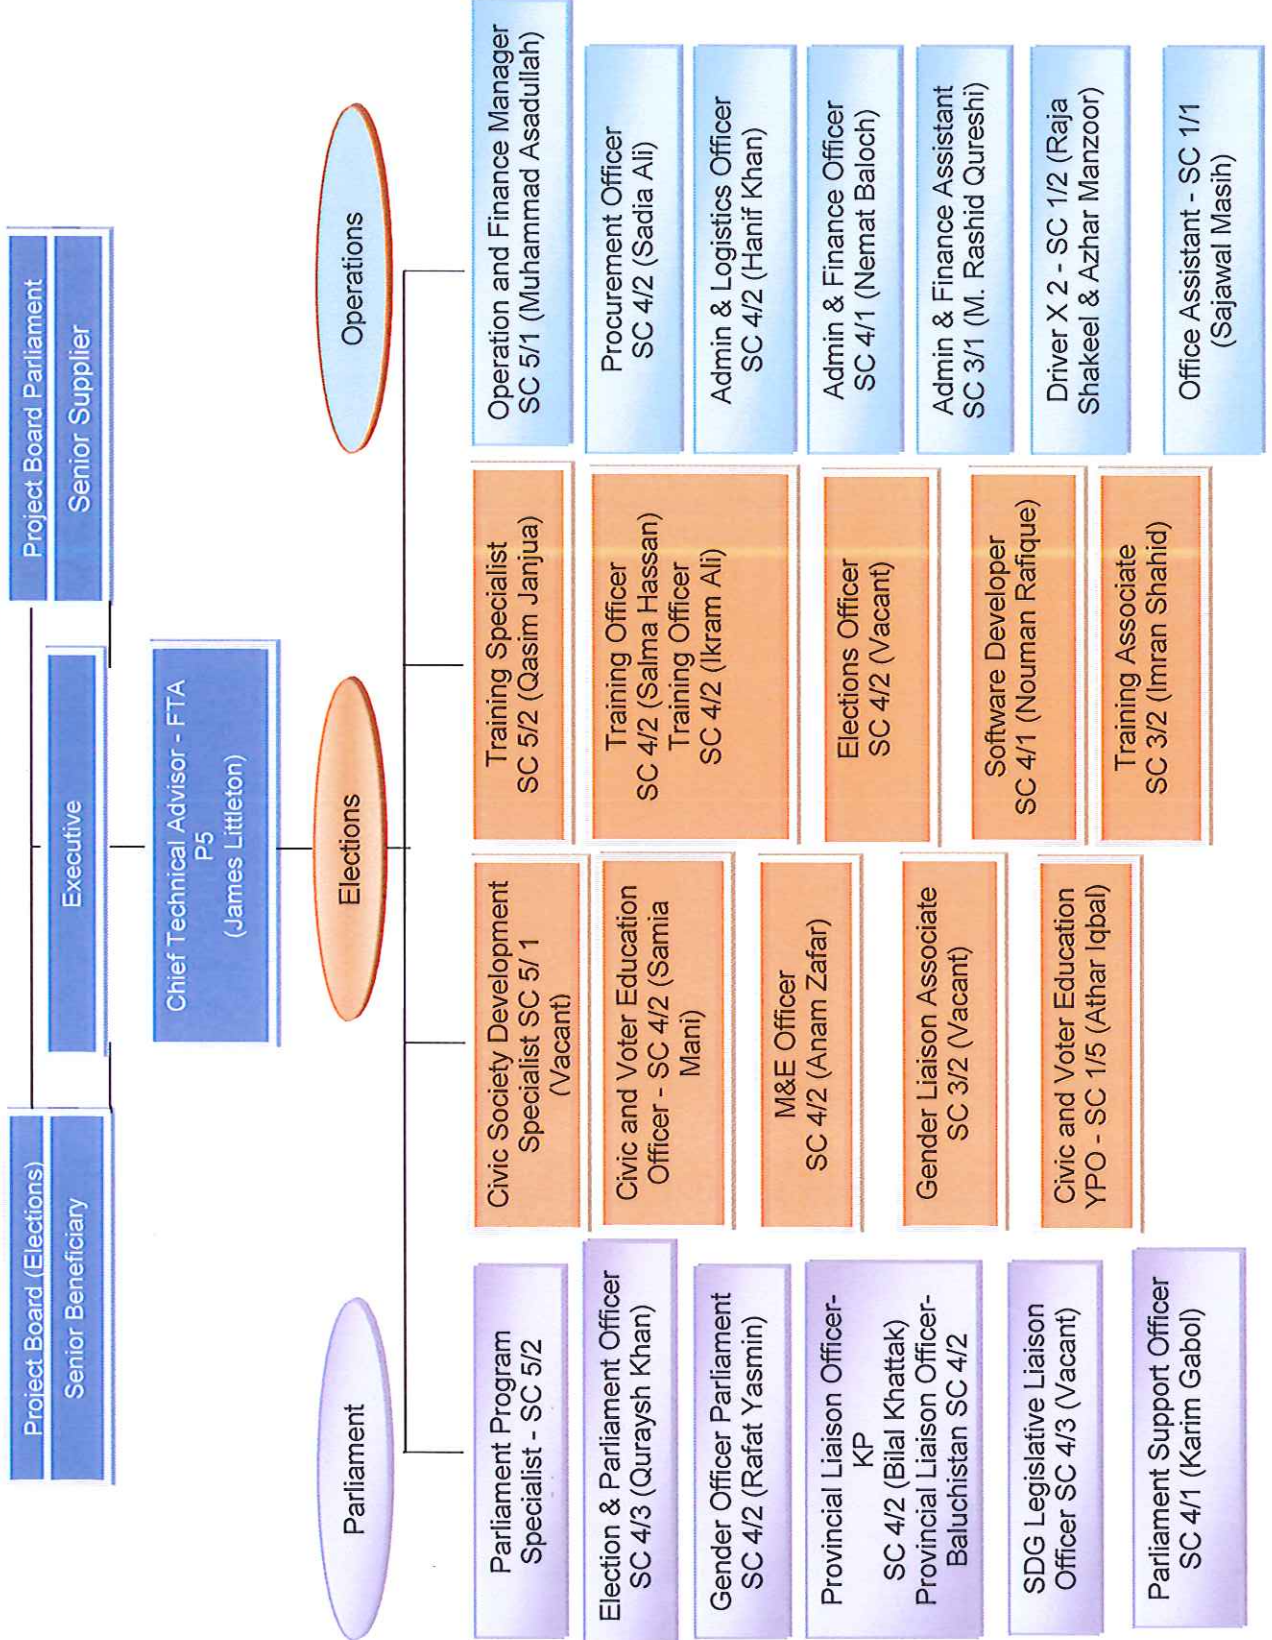 Project Board (Elections)
Senior Beneficiary
Executive
Project Board Parliament
Senior Supplier
Chief Technical Advisor - FTA
P5
(James Littleton)
Parliament
Elections
Operations
Parliament Program
Specialist - SC 5/2
Election & Parliament Officer
SC 4/3 (Quraysh Khan)
Gender Officer Parliament
SC 4/2 (Rafat Yasmin)
Provincial Liaison Officer-
KP
SC 4/2 (Bilal Khattak)
Provincial Liaison Officer-
Baluchistan SC 4/2
SDG Legislative Liaison
Officer SC 4/3 (Vacant)
Parliament Support Officer
SC 4/1 (Karim Gabol)
Civic Society Development
Specialist SC 5/ 1
(Vacant)
Civic and Voter Education
Officer - SC 4/2 (Samia
Mani)
M&E Officer
SC 4/2 (Anam Zafar)
Gender Liaison Associate
SC 3/2 (Vacant)
Civic and Voter Education
YPO - SC 1/5 (Athar Iqbal)
Training Specialist
SC 5/2 (Qasim Janjua)
Training Officer
SC 4/2 (Salma Hassan)
Training Officer
SC 4/2 (Ikram Ali)
Elections Officer
SC 4/2 (Vacant)
Software Developer
SC 4/1 (Nouman Rafique)
Training Associate
SC 3/2 (Imran Shahid)
Operation and Finance Manager
SC 5/1 (Muhammad Asadullah)
Procurement Officer
SC 4/2 (Sadia Ali)
Admin & Logistics Officer
SC 4/2 (Hanif Khan)
Admin & Finance Officer
SC 4/1 (Nemat Baloch)
Admin & Finance Assistant
SC 3/1 (M. Rashid Qureshi)
Driver X 2 - SC 1/2 (Raja
Shakeel & Azhar Manzoor)
Office Assistant - SC 1/1
(Sajawal Masih)